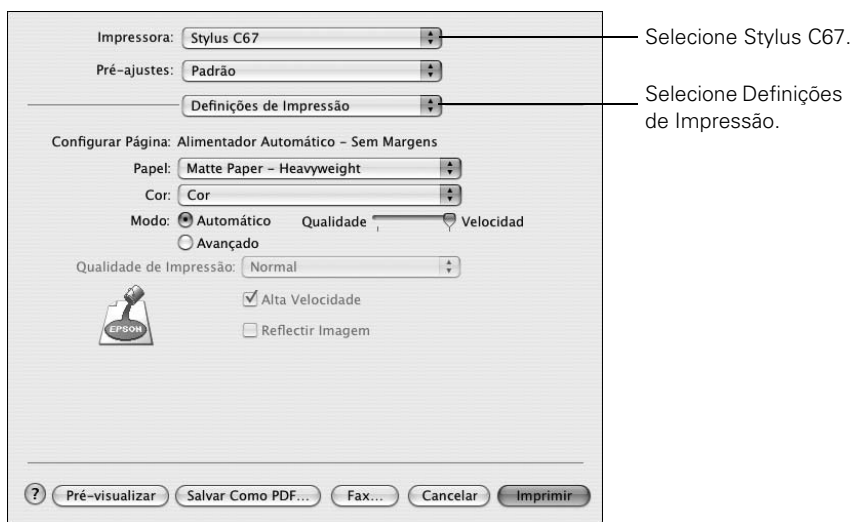 Impressora: Stylus C67
Selecione Stylus C67.
Pré-ajustes: Padrão
Definições de Impressão
Selecione Definições
de Impressão.
Configurar Página: Alimentador Automático – Sem Margens
Papel: Matte Paper – Heavyweight
Cor: Cor
Modo: Automático Qualidade Velocidad
Avançado
Qualidade de Impressão: Normal
Alta Velocidade
EPSON
Reflectir Imagem
? Pré-visualizar Salvar Como PDF... Fax... Cancelar Imprimir